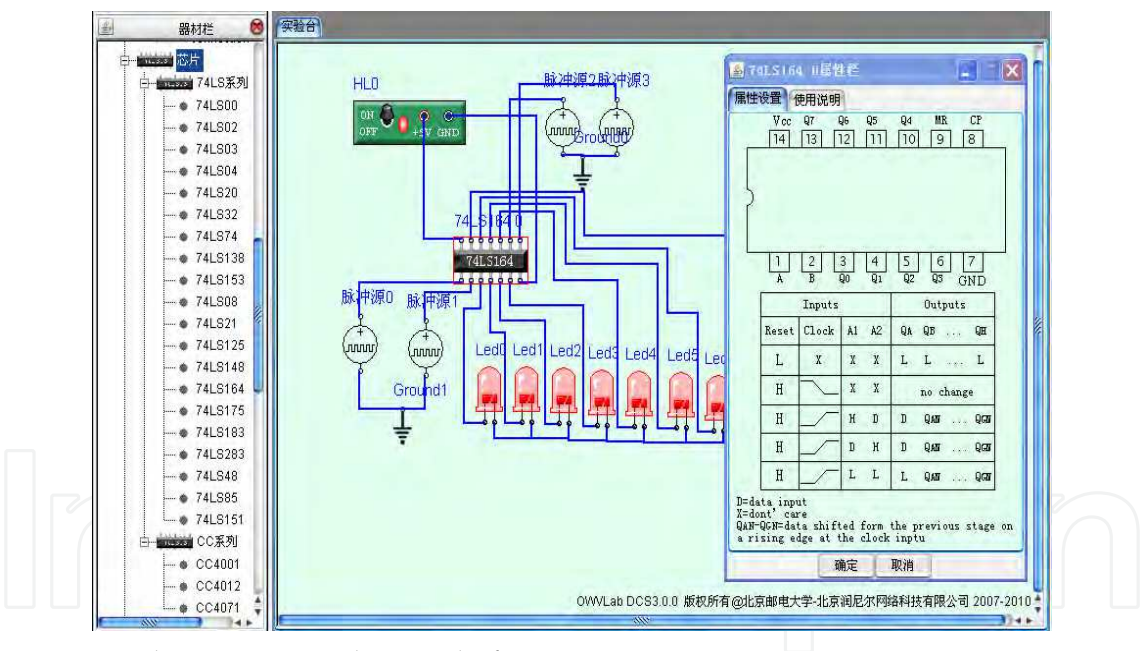 器材栏
芯片
74LS系列
74LS00
74LS02
74LS03
74LS04
74LS20
74LS32
74LS74
74LS138
74LS153
74LS08
74LS21
74LS125
74LS148
74LS164
74LS175
74LS183
74LS283
74LS48
74LS85
74LS151
CC系列
CC4001
CC4012
CC4071
实验台
HL0
ON
OFF
+5V GND
脉冲源2脉冲源3
Ground0
74LS164 0
74LS164
脉冲源0 脉冲源1
Ground1
Led0 Led1 Led2 Led3 Led4 Led5 Led
74LS164 0属性栏
属性设置 使用说明
Vcc Q7 Q6 Q5 Q4 MR CP
14 13 12 11 10 9 8
1 2 3 4 5 6 7
A B Q0 Q1 Q2 Q3 GND
Inputs Outputs
Reset Clock A1 A2 QA QB ... QH
L X X X L L ... L
H X X no change
H H D D QAN ... QGN
H D H D QAN ... QGN
H L L L QAN ... QGN
D=data input
X=dont' care
QAN-QGN=data shifted form the previous stage on
a rising edge at the clock inptu
确定 取消
OWVLab DCS3.0.0 版权所有@北京邮电大学-北京润尼尔网络科技有限公司 2007-2010